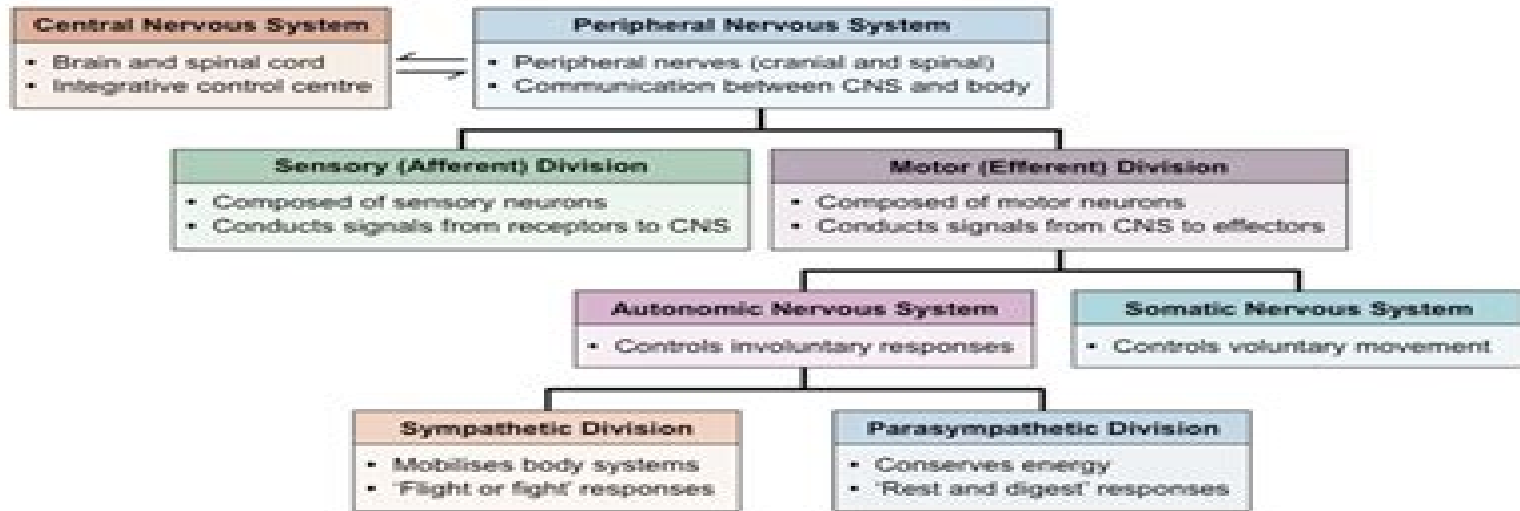 Central Nervous System
• Brain and spinal cord
• Integrative control centre
Peripheral Nervous System
• Peripheral nerves (cranial and spinal)
• Communication between CNS and body
Sensory (Afferent) Division
• Composed of sensory neurons
• Conducts signals from receptors to CNS
Motor (Efferent) Division
• Composed of motor neurons
• Conducts signals from CNS to effectors
Autonomic Nervous System
• Controls involuntary responses
Somatic Nervous System
• Controls voluntary movement
Sympathetic Division
• Mobilises body systems
• ‘Flight or fight’ responses
Parasympathetic Division
• Conserves energy
• ‘Rest and digest’ responses